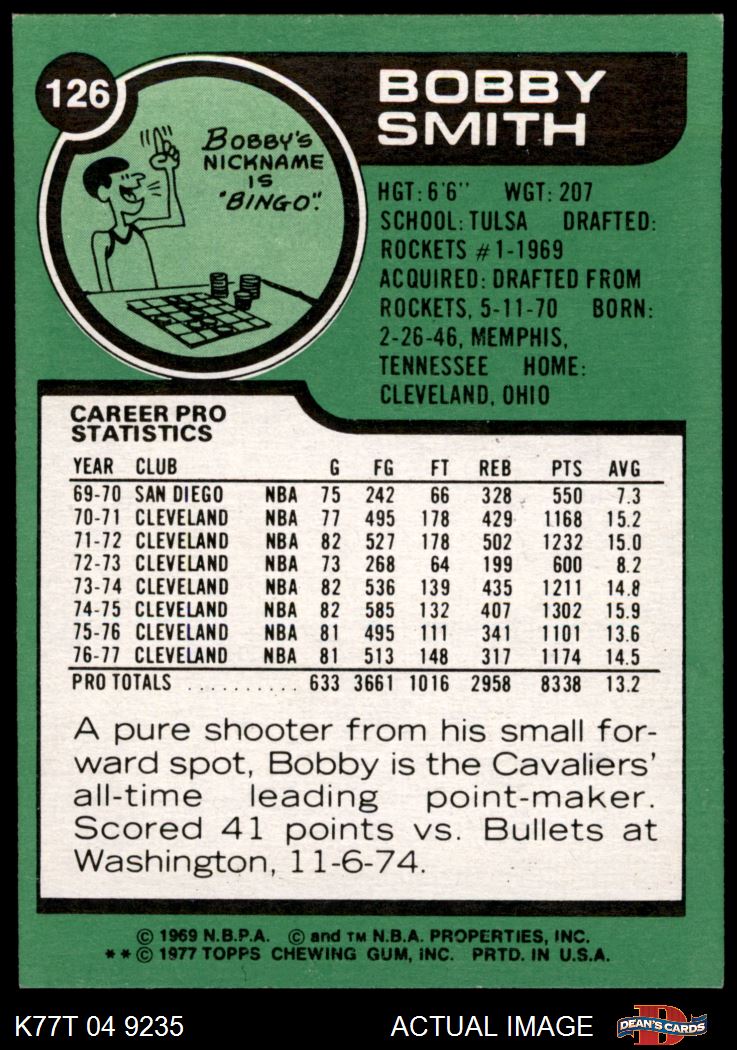 126
BOBBY
SMITH
BOBBY'S
NICKNAME
IS
"BINGO".
HGT: 6'6" WGT: 207
SCHOOL: TULSA DRAFTED:
ROCKETS #1-1969
ACQUIRED: DRAFTED FROM
ROCKETS, 5-11-70 BORN:
2-26-46, MEMPHIS,
TENNESSEE HOME:
CLEVELAND, OHIO
CAREER PRO
STATISTICS
YEAR CLUB G FG FT REB PTS AVG
69-70 SAN DIEGO NBA 75 242 66 328 550 7.3
70-71 CLEVELAND NBA 77 495 178 429 1168 15.2
71-72 CLEVELAND NBA 82 527 178 502 1232 15.0
72-73 CLEVELAND NBA 73 268 64 199 600 8.2
73-74 CLEVELAND NBA 82 536 139 435 1211 14.8
74-75 CLEVELAND NBA 82 585 132 407 1302 15.9
75-76 CLEVELAND NBA 81 495 111 341 1101 13.6
76-77 CLEVELAND NBA 81 513 148 317 1174 14.5
PRO TOTALS .......... 633 3661 1016 2958 8338 13.2
A pure shooter from his small for-
ward spot, Bobby is the Cavaliers'
all-time leading point-maker.
Scored 41 points vs. Bullets at
Washington, 11-6-74.
© 1969 N.B.P.A. © and TM N.B.A. PROPERTIES, INC.
**© 1977 TOPPS CHEWING GUM, INC. PRTD. IN U.S.A.
K77T 04 9235 ACTUAL IMAGE D DEAN'S CARDS